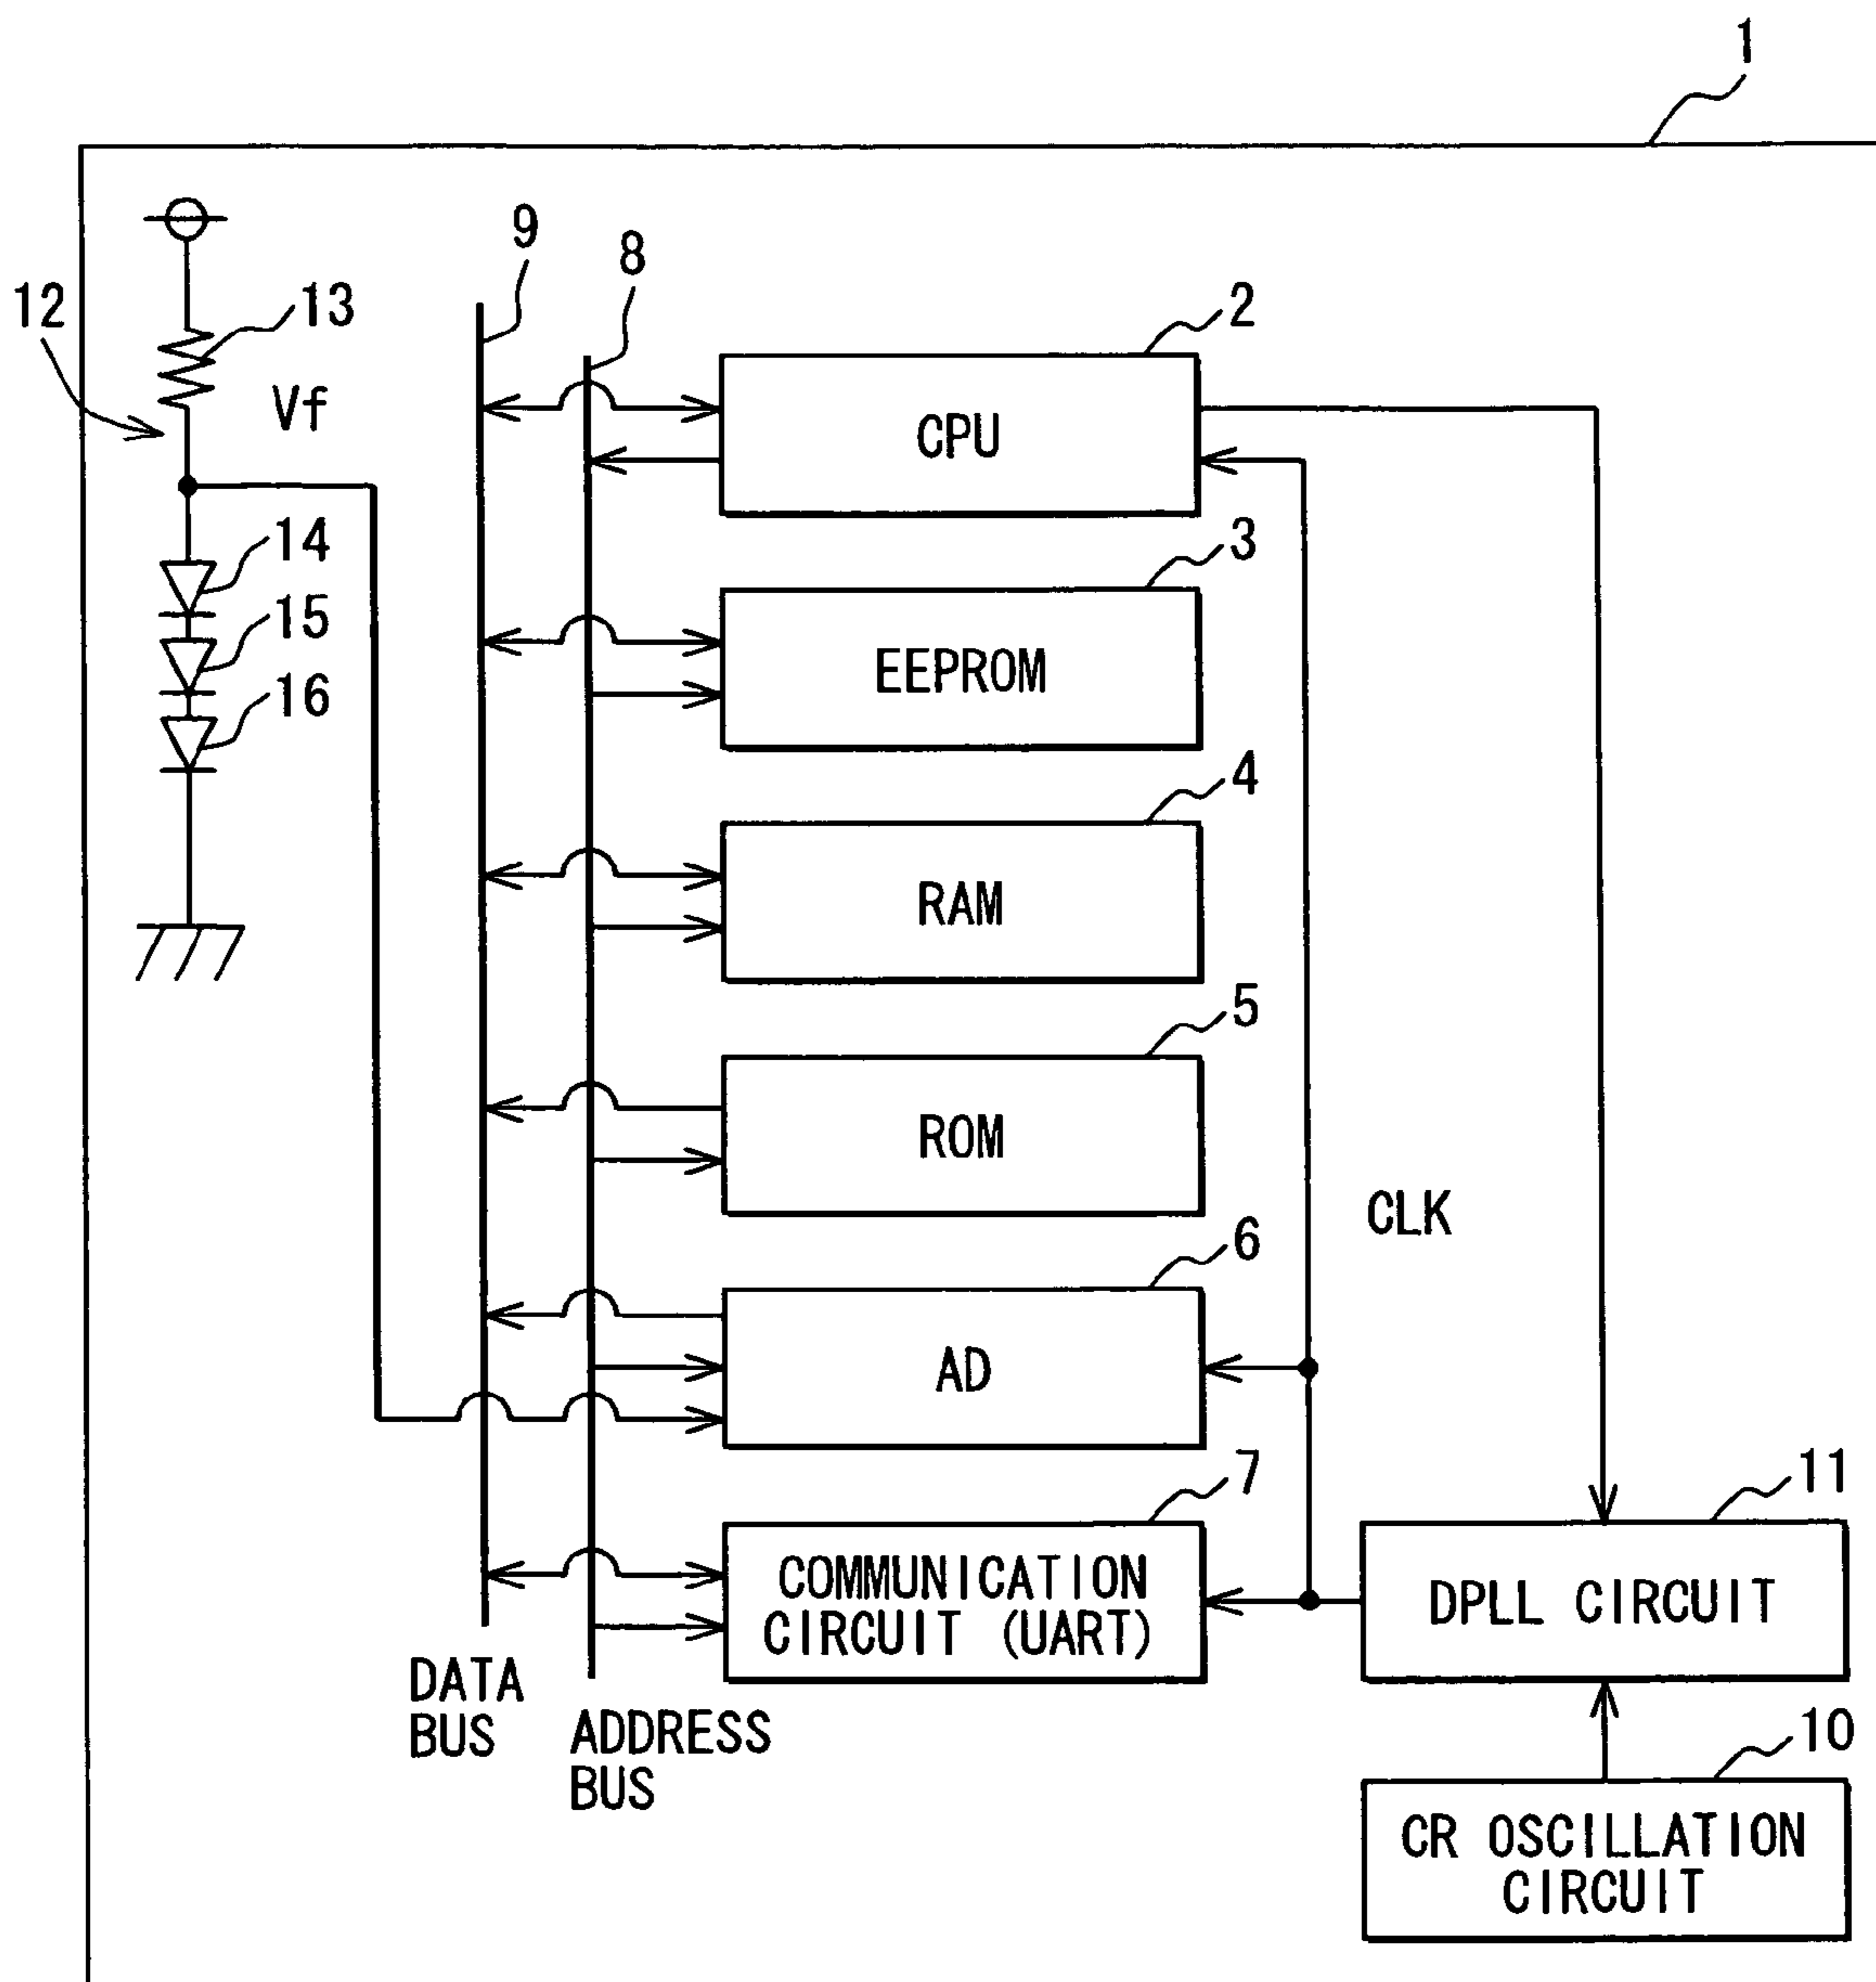 1
9
8
12
13
Vf
2
CPU
14
3
15
EEPROM
16
4
RAM
5
ROM
CLK
6
AD
7
11
COMMUNICATION
CIRCUIT (UART)
DPLL CIRCUIT
DATA
BUS
ADDRESS
BUS
10
CR OSCILLATION
CIRCUIT